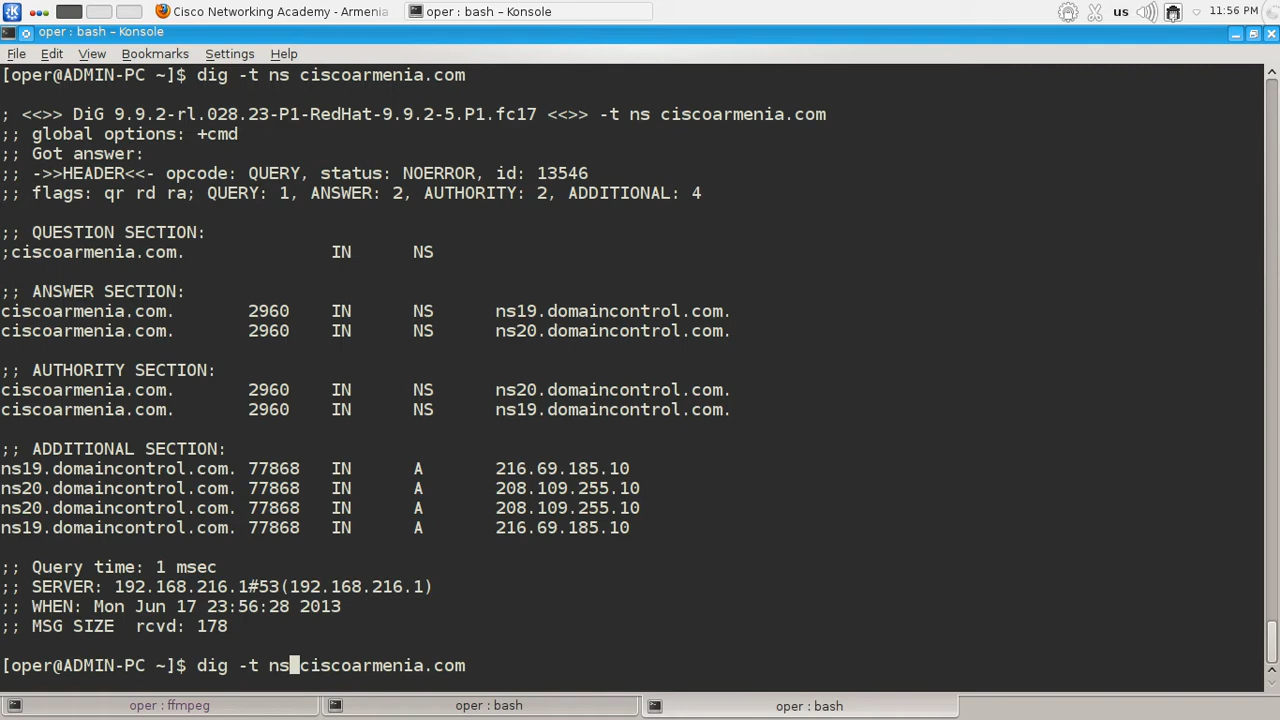 Cisco Networking Academy - Armenia
oper : bash – Konsole
us
11:56 PM
oper : bash – Konsole
File Edit View Bookmarks Settings Help
[oper@ADMIN-PC ~]$ dig -t ns ciscoarmenia.com
; <<>> DiG 9.9.2-rl.028.23-P1-RedHat-9.9.2-5.P1.fc17 <<>> -t ns ciscoarmenia.com
;; global options: +cmd
;; Got answer:
;; ->>HEADER<<- opcode: QUERY, status: NOERROR, id: 13546
;; flags: qr rd ra; QUERY: 1, ANSWER: 2, AUTHORITY: 2, ADDITIONAL: 4
;; QUESTION SECTION:
;ciscoarmenia.com. IN NS
;; ANSWER SECTION:
ciscoarmenia.com. 2960 IN NS ns19.domaincontrol.com.
ciscoarmenia.com. 2960 IN NS ns20.domaincontrol.com.
;; AUTHORITY SECTION:
ciscoarmenia.com. 2960 IN NS ns20.domaincontrol.com.
ciscoarmenia.com. 2960 IN NS ns19.domaincontrol.com.
;; ADDITIONAL SECTION:
ns19.domaincontrol.com. 77868 IN A 216.69.185.10
ns20.domaincontrol.com. 77868 IN A 208.109.255.10
ns20.domaincontrol.com. 77868 IN A 208.109.255.10
ns19.domaincontrol.com. 77868 IN A 216.69.185.10
;; Query time: 1 msec
;; SERVER: 192.168.216.1#53(192.168.216.1)
;; WHEN: Mon Jun 17 23:56:28 2013
;; MSG SIZE rcvd: 178
[oper@ADMIN-PC ~]$ dig -t ns ciscoarmenia.com
oper : ffmpeg
oper : bash
oper : bash